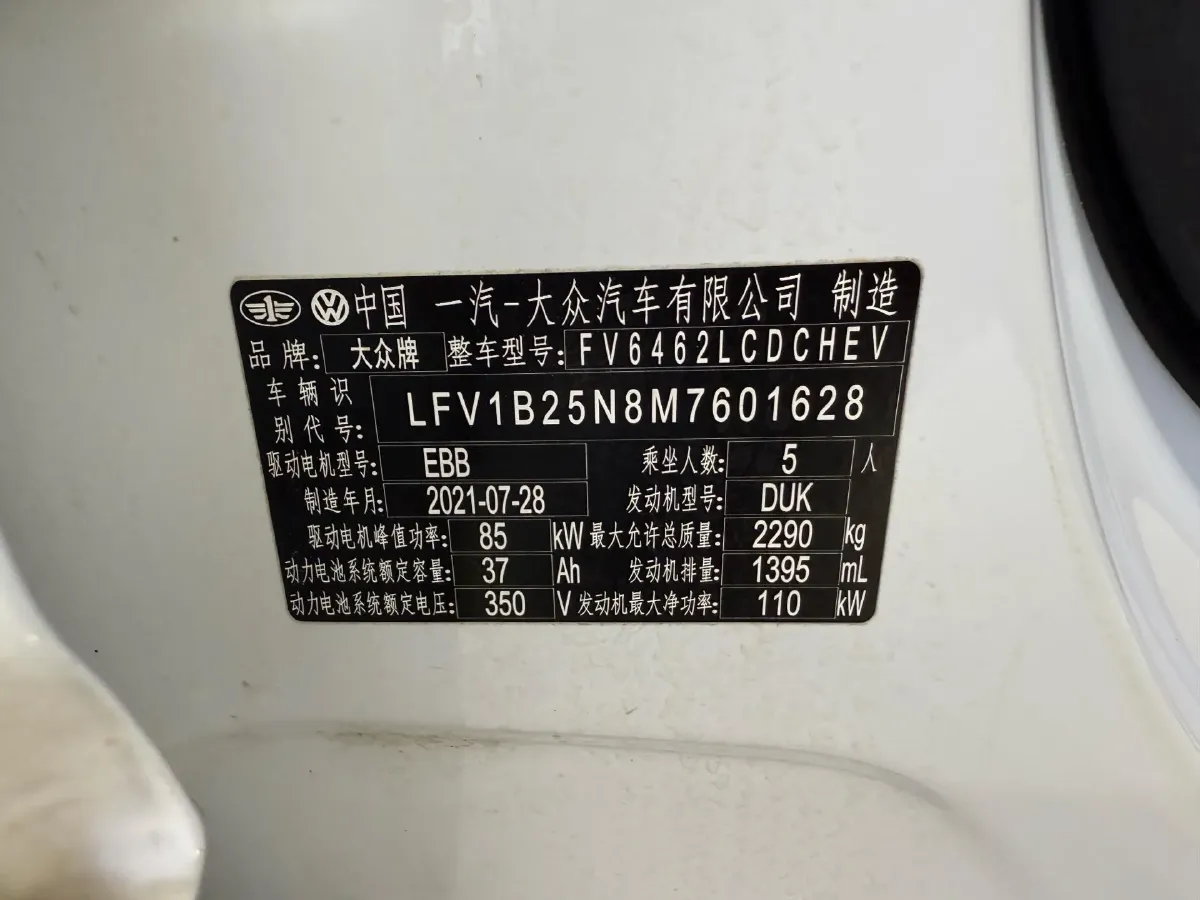 中国 一汽-大众汽车有限公司 制造
品牌: 大众牌 整车型号: FV6462LCDCHEV
车辆识别代号: LFV1B25N8M7601628
驱动电机型号: EBB 乘坐人数: 5 人
制造年月: 2021-07-28 发动机型号: DUK
驱动电机峰值功率: 85 kW 最大允许总质量: 2290 kg
动力电池系统额定容量: 37 Ah 发动机排量: 1395 mL
动力电池系统额定电压: 350 V 发动机最大净功率: 110 kW